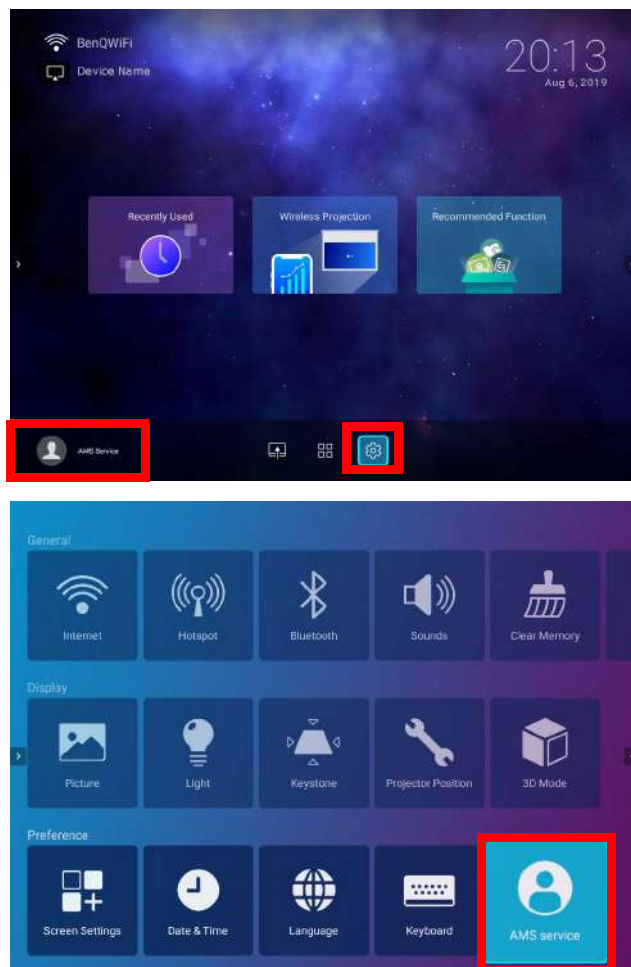 BenQWiFi
Device Name
20:13
Aug 6, 2019
Recently Used
Wireless Projection
Recommended Function
AMS Service
General
Internet
Hotspot
Bluetooth
Sounds
Clear Memory
Display
Picture
Light
Keystone
Projector Position
3D Mode
Preference
Screen Settings
Date & Time
Language
Keyboard
AMS service